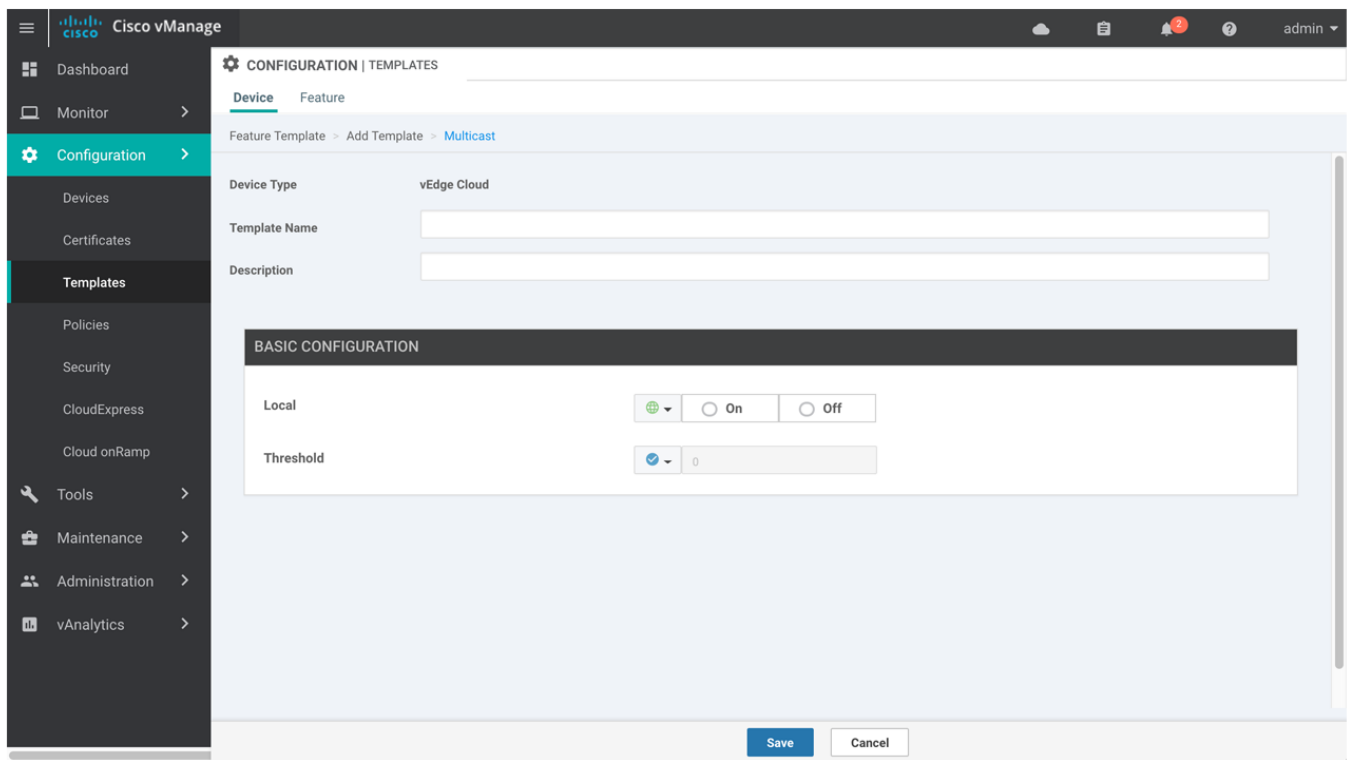 cisco Cisco vManage 2 admin
Dashboard
Monitor
Configuration
Devices
Certificates
Templates
Policies
Security
CloudExpress
Cloud onRamp
Tools
Maintenance
Administration
vAnalytics
CONFIGURATION | TEMPLATES
Device Feature
Feature Template > Add Template > Multicast
Device Type vEdge Cloud
Template Name
Description
BASIC CONFIGURATION
Local On Off
Threshold 0
Save Cancel